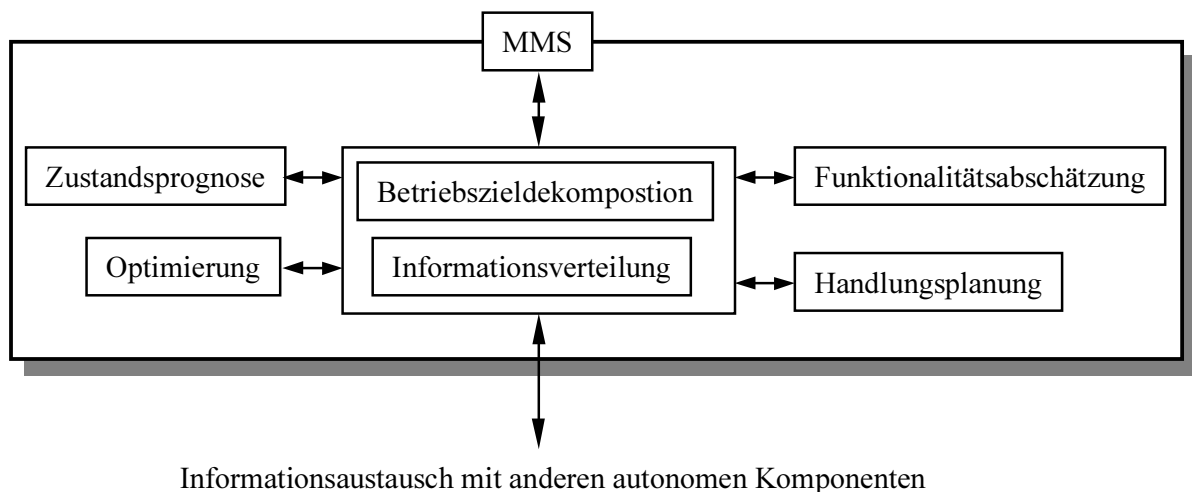 MMS
Zustandsprognose
Betriebszieldekompostion
Funktionalitätsabschätzung
Optimierung
Informationsverteilung
Handlungsplanung
Informationsaustausch mit anderen autonomen Komponenten